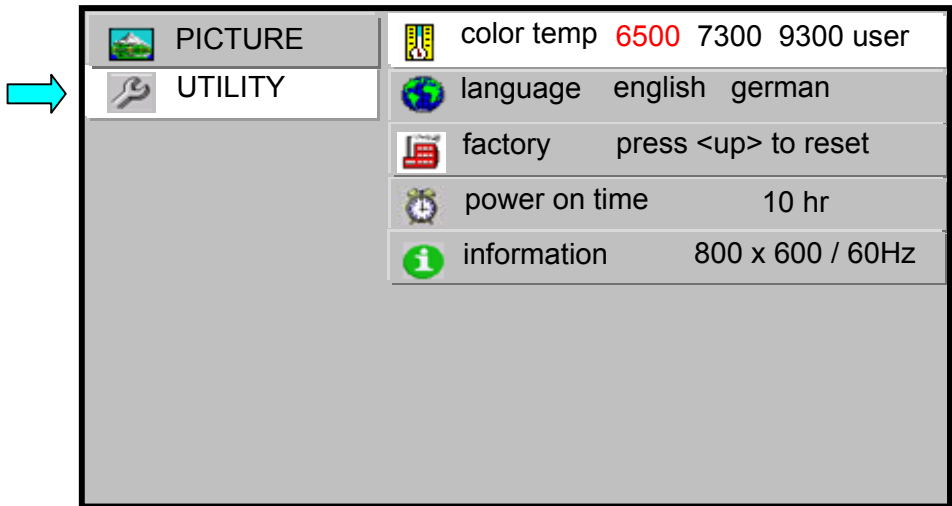 PICTURE
UTILITY
color temp 6500 7300 9300 user
language english german
factory press <up> to reset
power on time 10 hr
information 800 x 600 / 60Hz